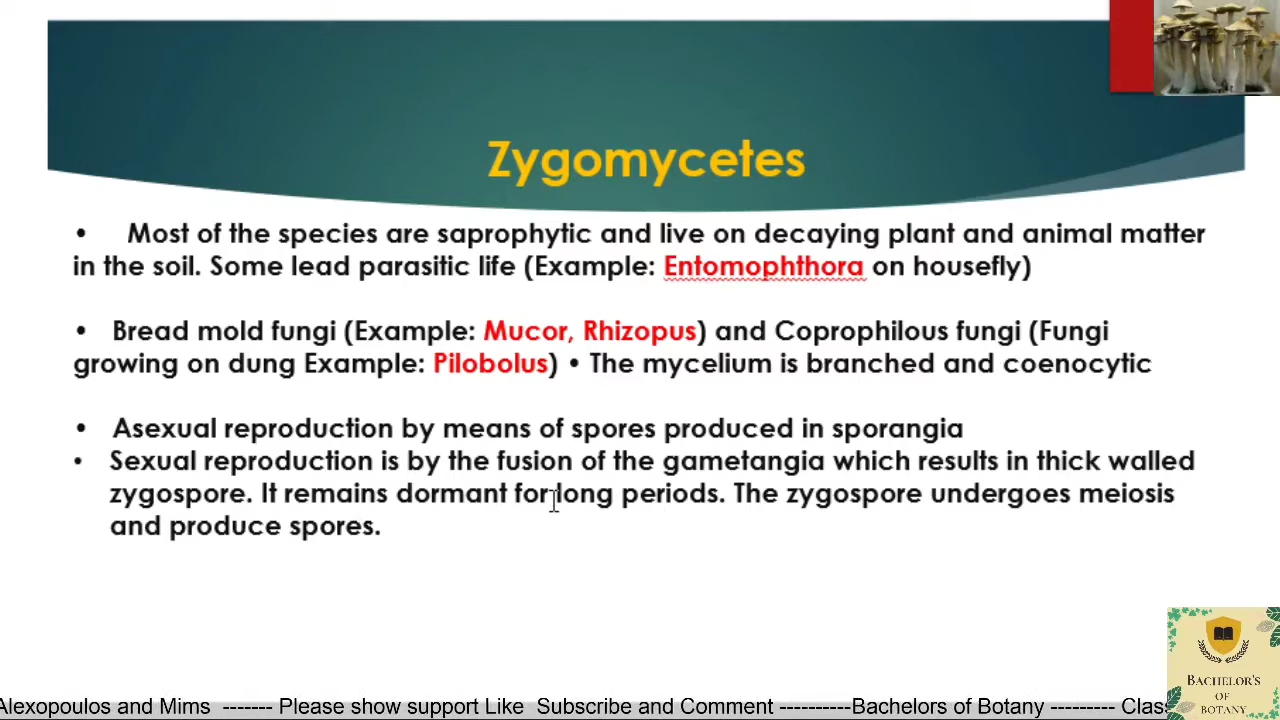 Zygomycetes
• Most of the species are saprophytic and live on decaying plant and animal matter
in the soil. Some lead parasitic life (Example: Entomophthora on housefly)
• Bread mold fungi (Example: Mucor, Rhizopus) and Coprophilous fungi (Fungi
growing on dung Example: Pilobolus) • The mycelium is branched and coenocytic
• Asexual reproduction by means of spores produced in sporangia
• Sexual reproduction is by the fusion of the gametangia which results in thick walled
zygospore. It remains dormant for long periods. The zygospore undergoes meiosis
and produce spores.
BACHELOR'S
OF
BOTANY
Alexopoulos and Mims ------- Please show support Like Subscribe and Comment ----------Bachelors of Botany --------- Class